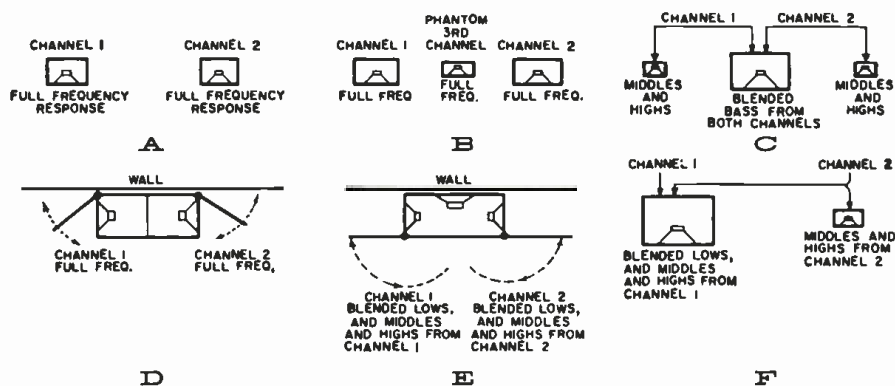 CHANNEL 1
CHANNEL 2
FULL FREQUENCY
RESPONSE
FULL FREQUENCY
RESPONSE
A
PHANTOM
3RD
CHANNEL
CHANNEL 1
CHANNEL 2
FULL FREQ
FULL
FREQ.
FULL FREQ.
B
CHANNEL 1
CHANNEL 2
MIDDLES
AND
HIGHS
BLENDED
BASS FROM
BOTH CHANNELS
MIDDLES
AND
HIGHS
C
WALL
CHANNEL 1
FULL FREQ.
CHANNEL 2
FULL FREQ.
D
WALL
CHANNEL 1
BLENDED LOWS,
AND MIDDLES
AND HIGHS FROM
CHANNEL 1
CHANNEL 2
BLENDED LOWS,
AND MIDDLES
AND HIGHS FROM
CHANNEL 2
E
CHANNEL 1
CHANNEL 2
BLENDED LOWS,
AND MIDDLES
AND HIGHS FROM
CHANNEL 1
MIDDLES AND
HIGHS FROM
CHANNEL 2
F